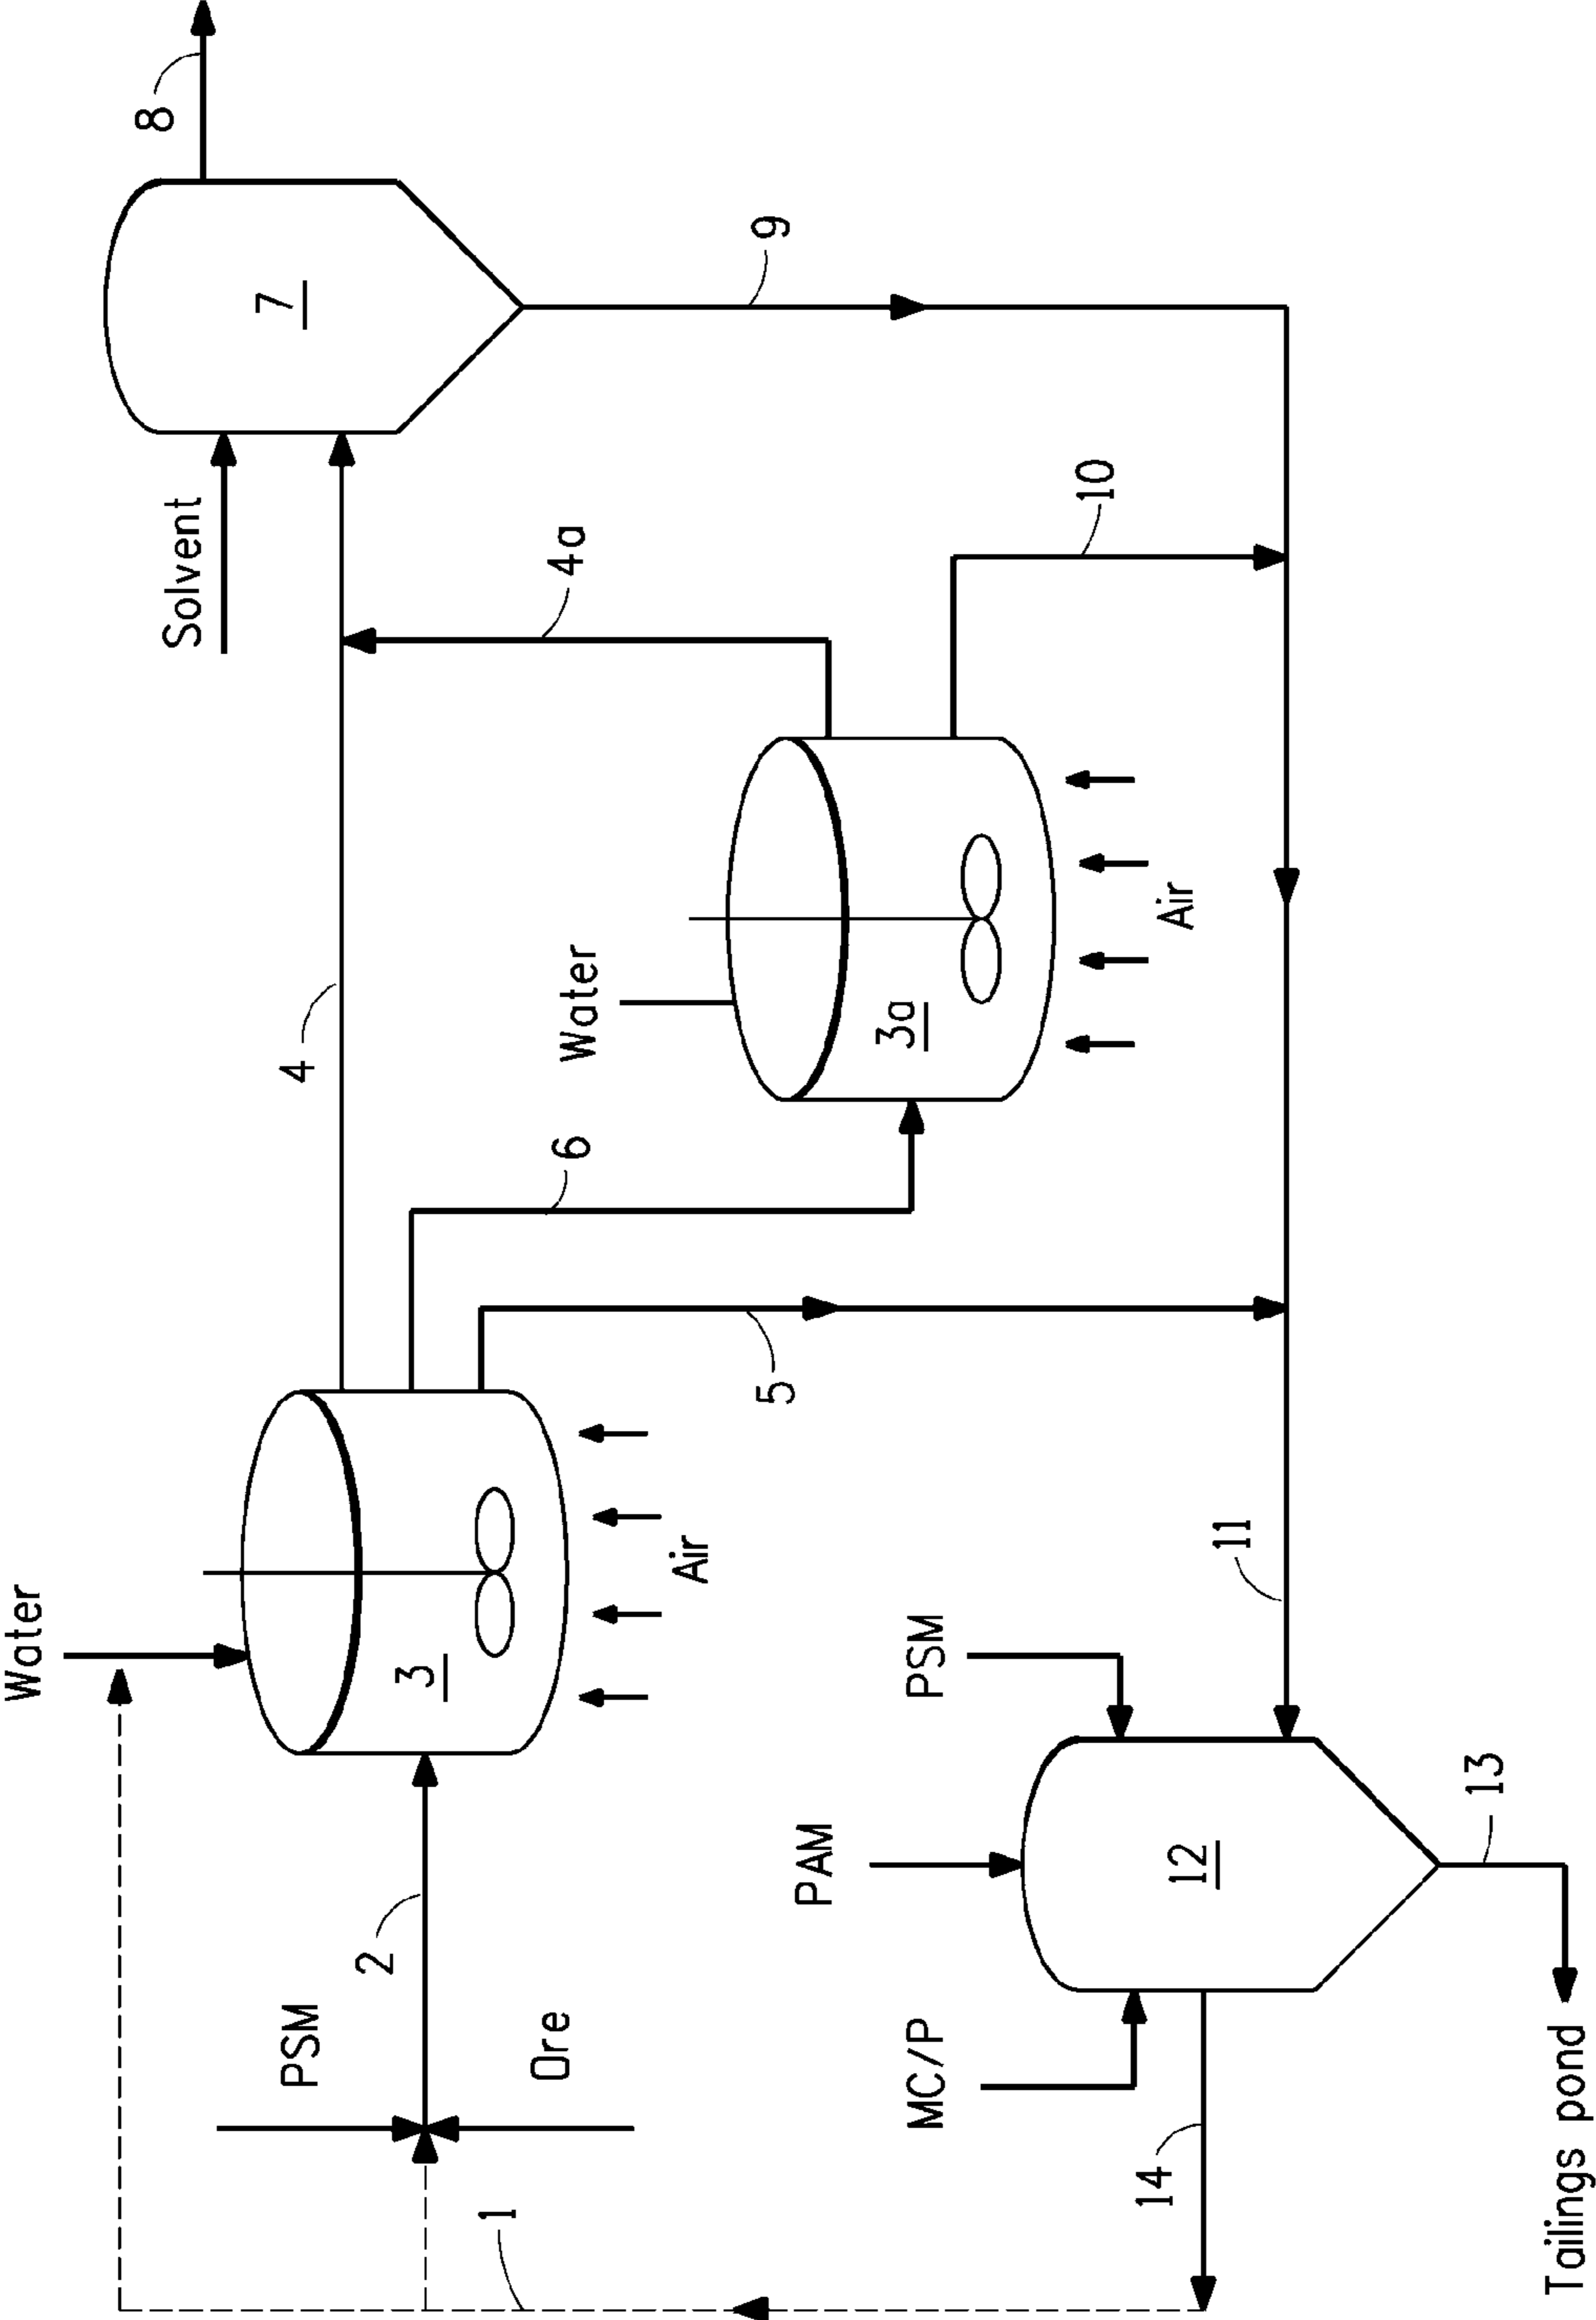 Water
8
Solvent
7
PSM
4
2
3
1
Ore
4a
6
Water
Air
9
5
PAM
3a
MC/P
PSM
10
14
Air
12
11
13
Tailings pond